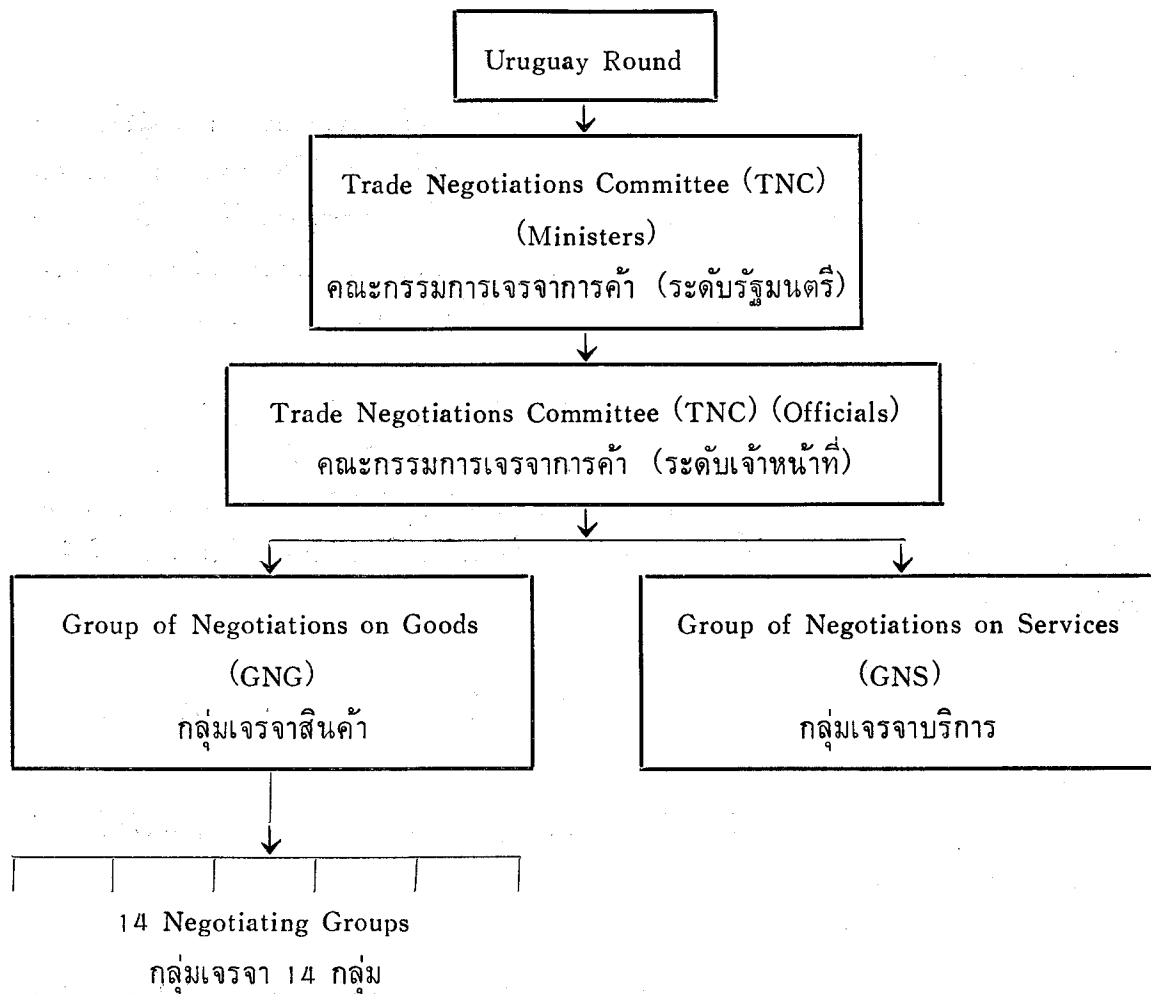 Uruguay Round
Trade Negotiations Committee (TNC)
(Ministers)
คณะกรรมการเจรจาการค้า (ระดับรัฐมนตรี)
Trade Negotiations Committee (TNC) (Officials)
คณะกรรมการเจรจาการค้า (ระดับเจ้าหน้าที่)
Group of Negotiations on Goods
(GNG)
กลุ่มเจรจาสินค้า
Group of Negotiations on Services
(GNS)
กลุ่มเจรจาบริการ
14 Negotiating Groups
กลุ่มเจรจา 14 กลุ่ม